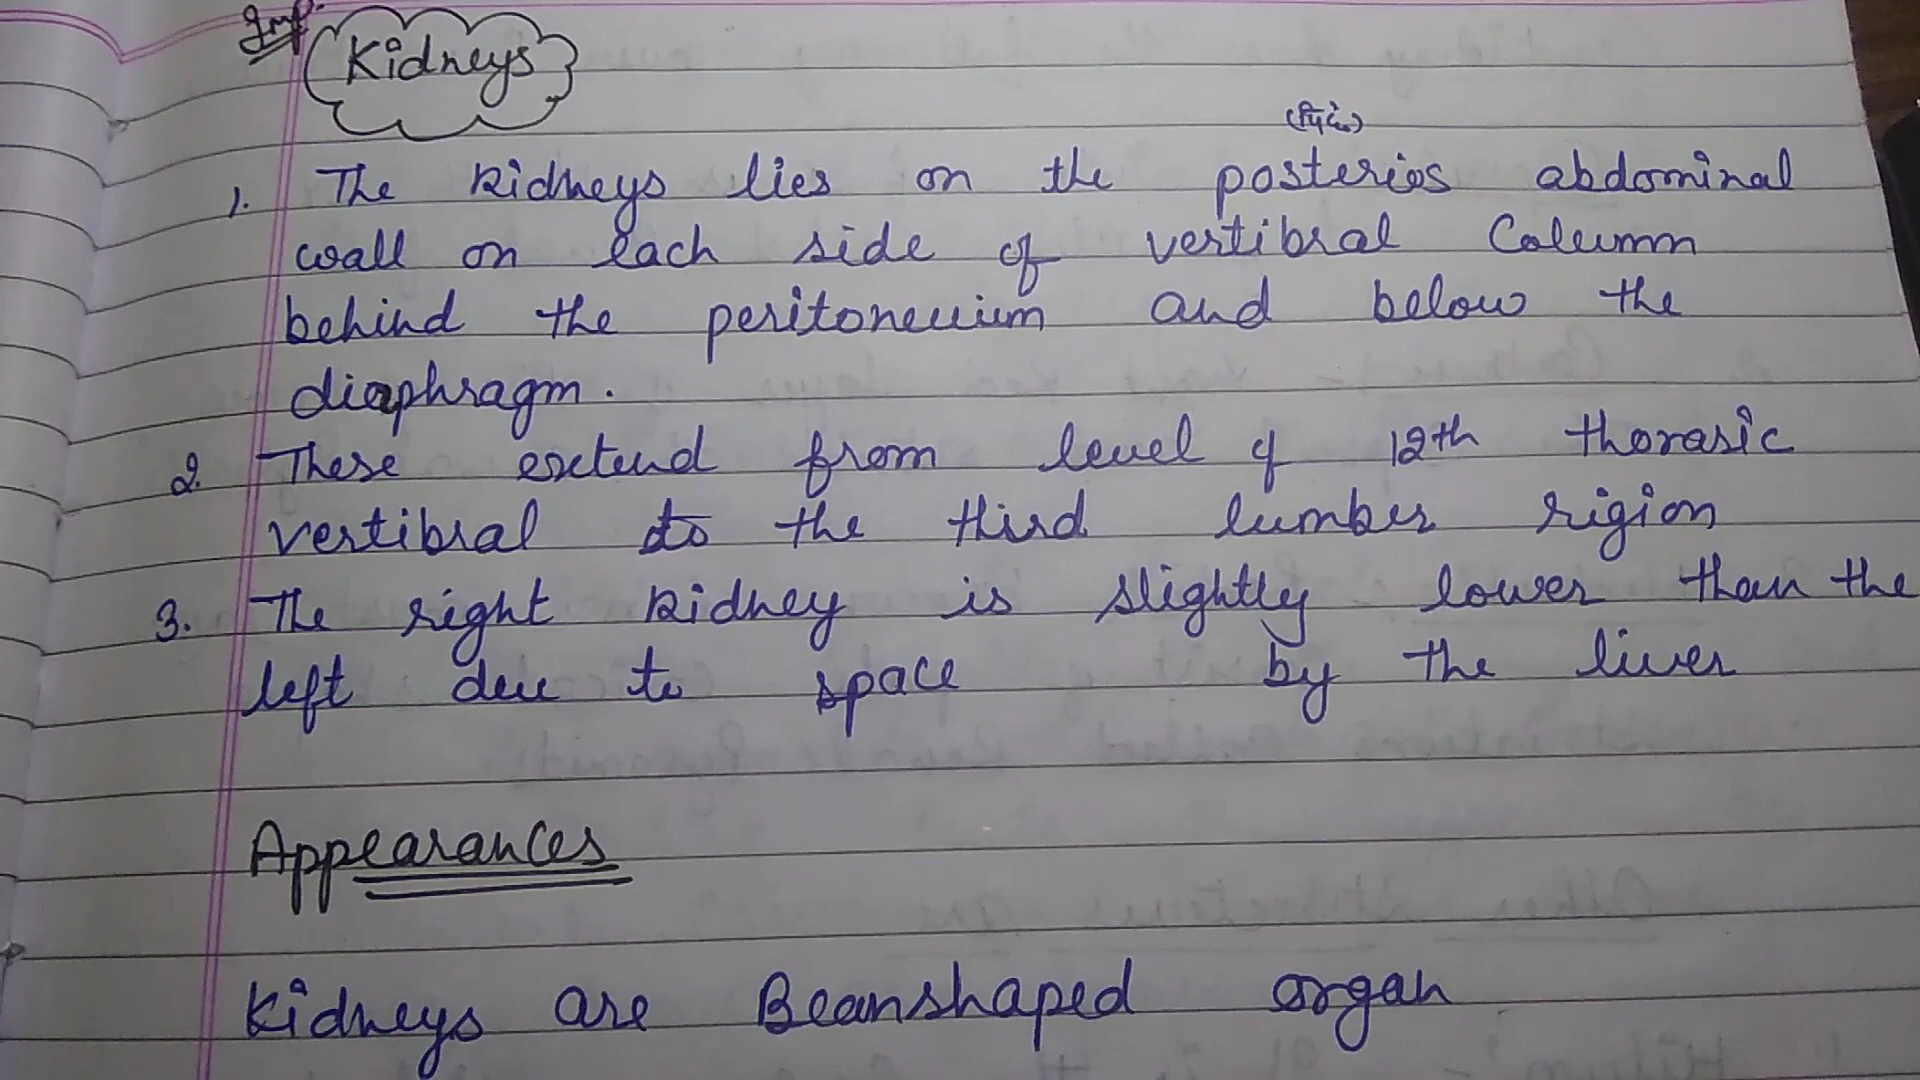 Imp.
Kidneys
1. The Kidneys lies on the posterior abdominal
wall on each side of vertibral Column
behind the peritoneuium and below the
diaphragm.
2. These extend from level of 12th thorasic
vertibral to the third lumber rigion
3. The right Kidney is slightly lower than the
left due to space by the liver
Appearances
Kidneys are Beanshaped organ